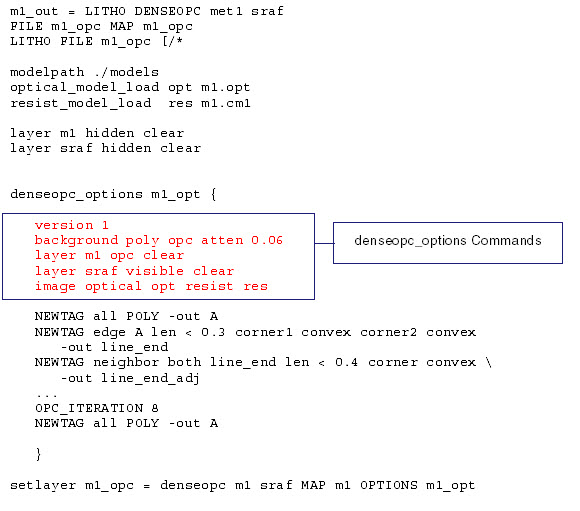 m1_out = LITHO DENSEOPC met1 sraf
FILE m1_opc MAP m1_opc
LITHO FILE m1_opc [/*
modelpath ./models
optical_model_load opt m1.opt
resist_model_load  res m1.cm1
layer m1 hidden clear
layer sraf hidden clear
denseopc_options m1_opt {
version 1
background poly opc atten 0.06
layer m1 opc clear
layer sraf visible clear
image optical opt resist res
denseopc_options Commands
NEWTAG all POLY -out A
NEWTAG edge A len < 0.3 corner1 convex corner2 convex
-out line_end
NEWTAG neighbor both line_end len < 0.4 corner convex \
-out line_end_adj
...
OPC_ITERATION 8
NEWTAG all POLY -out A
}
setlayer m1_opc = denseopc m1 sraf MAP m1 OPTIONS m1_opt